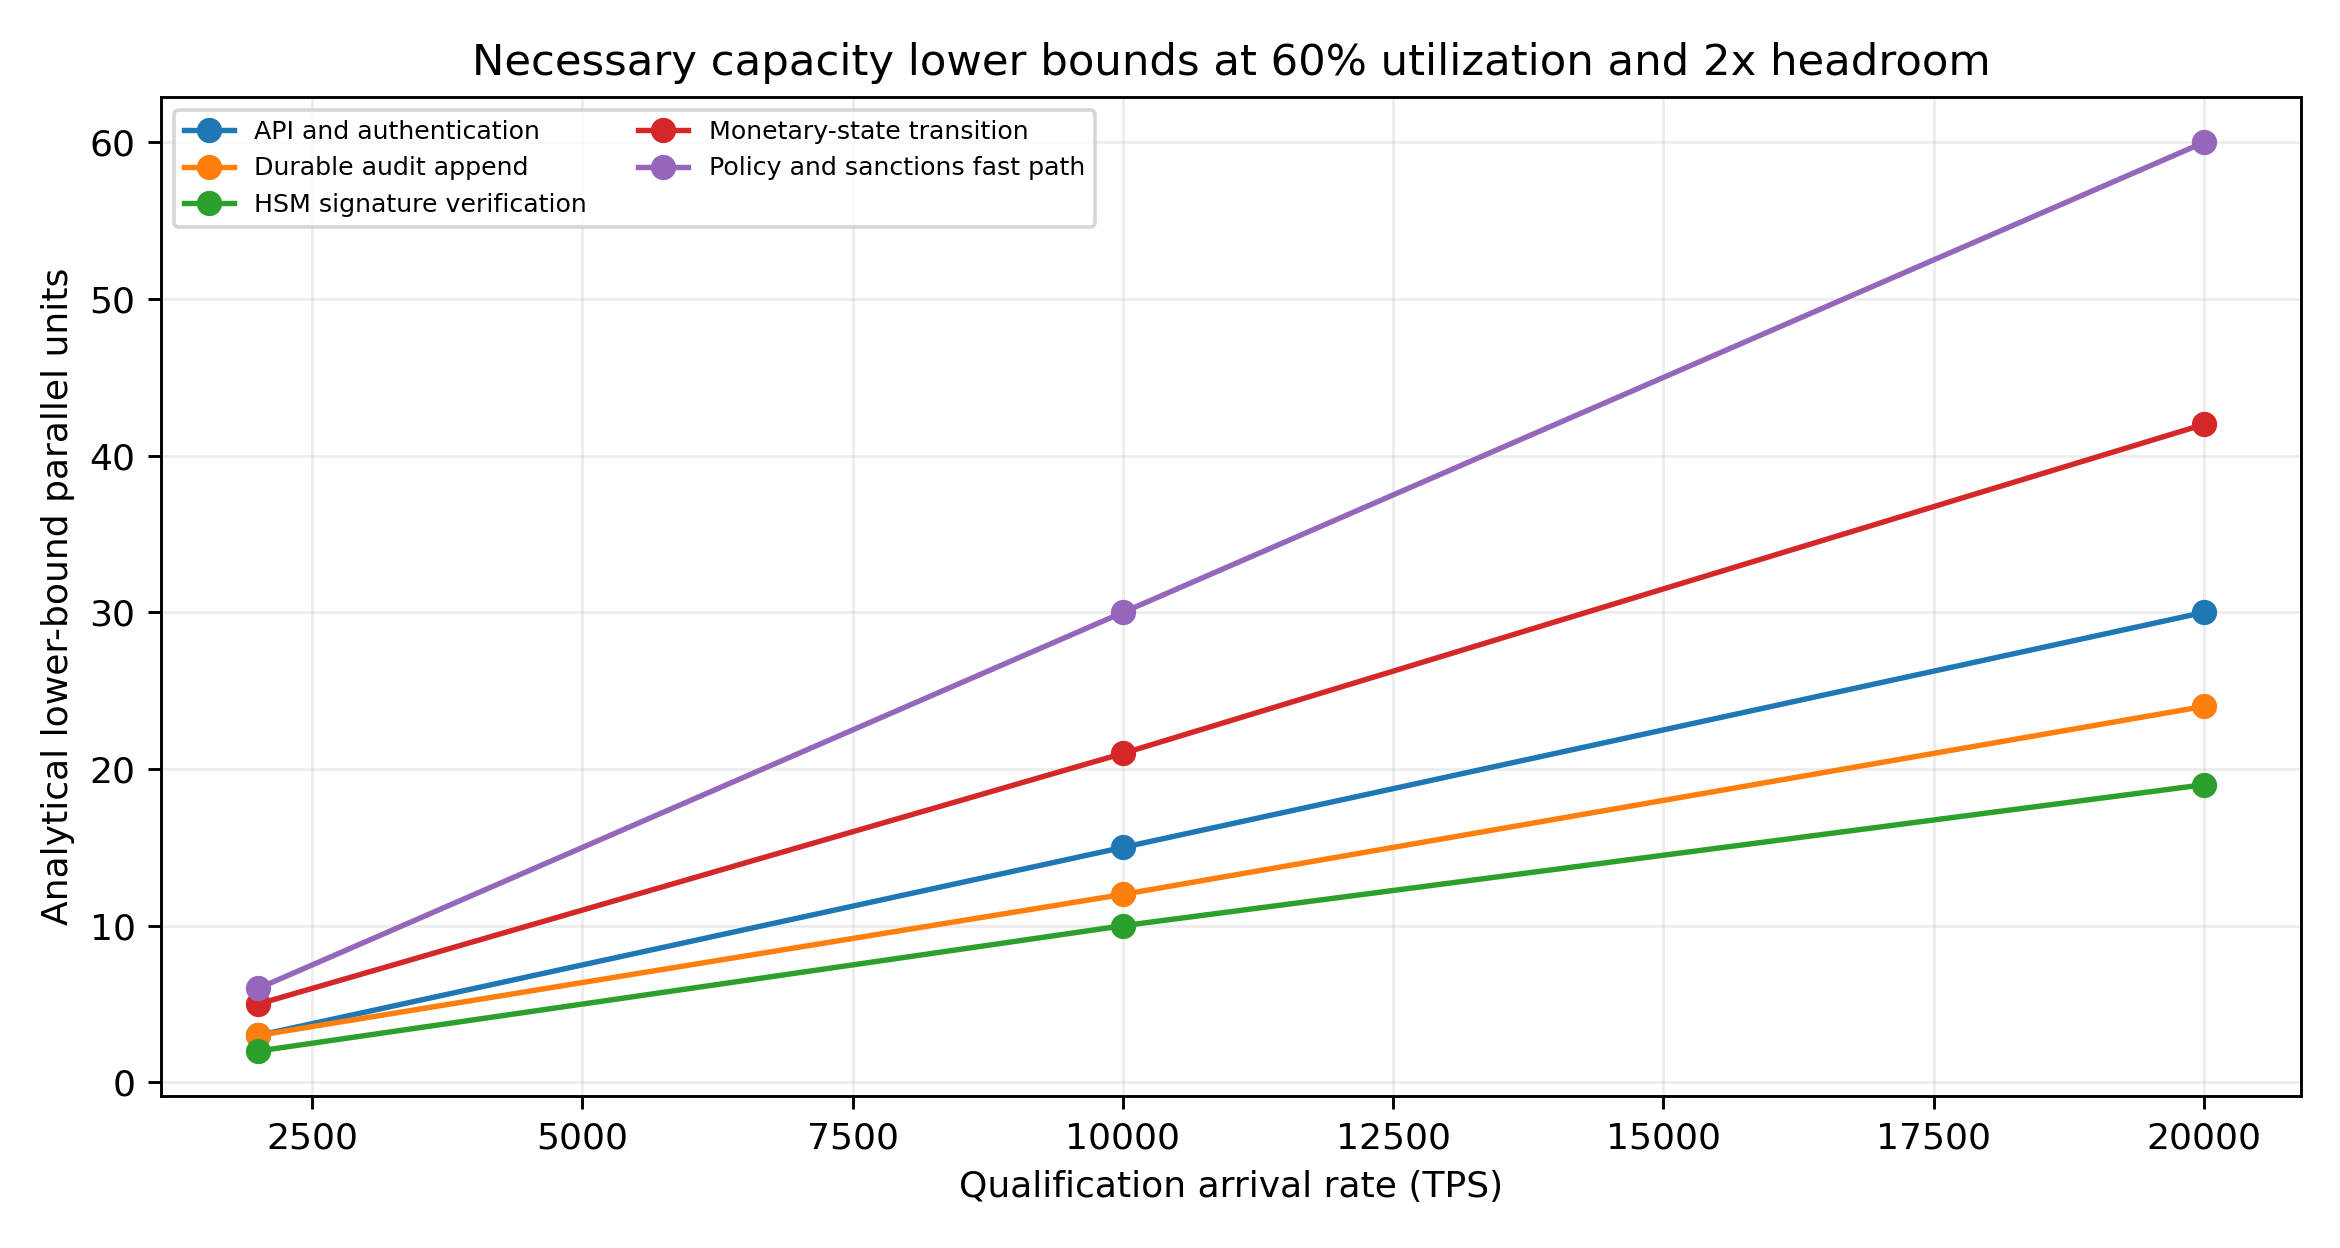 Necessary capacity lower bounds at 60% utilization and 2x headroom
API and authentication
Durable audit append
HSM signature verification
Monetary-state transition
Policy and sanctions fast path
Analytical lower-bound parallel units
60
50
40
30
20
10
0
2500 5000 7500 10000 12500 15000 17500 20000
Qualification arrival rate (TPS)